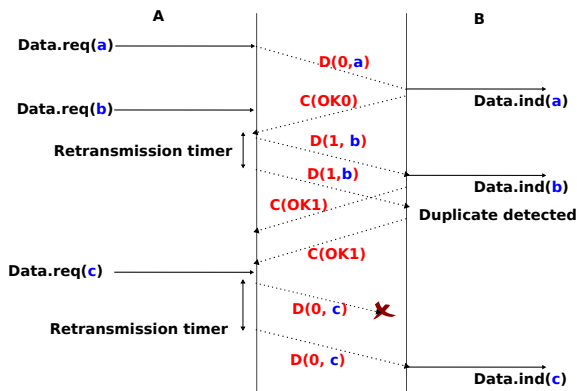 A
B
Data.req(a)
D(0,a)
Data.ind(a)
C(OK0)
Data.req(b)
D(1, b)
Retransmission timer
D(1,b)
Data.ind(b)
C(OK1)
Duplicate detected
C(OK1)
Data.req(c)
D(0, c)
Retransmission timer
D(0, c)
Data.ind(c)